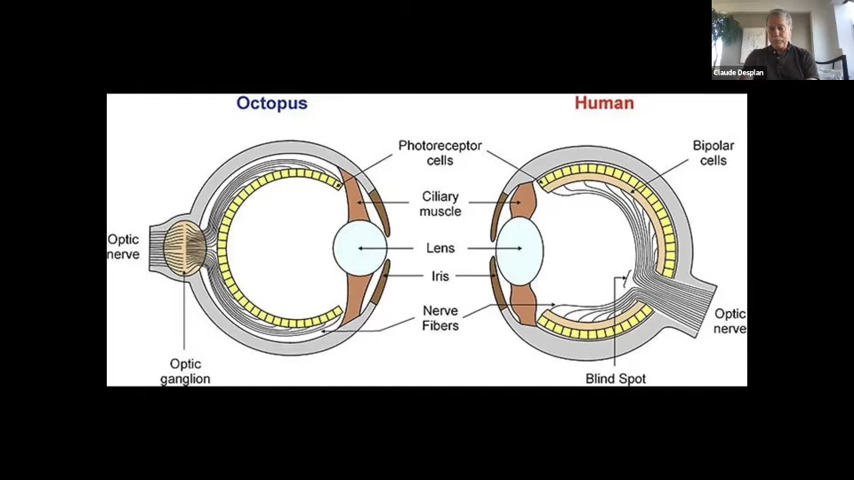 Claude Desplan
Octopus
Human
Photoreceptor
cells
Bipolar
cells
Ciliary
muscle
Optic
nerve
Lens
Iris
Nerve
Fibers
Optic
nerve
Optic
ganglion
Blind Spot